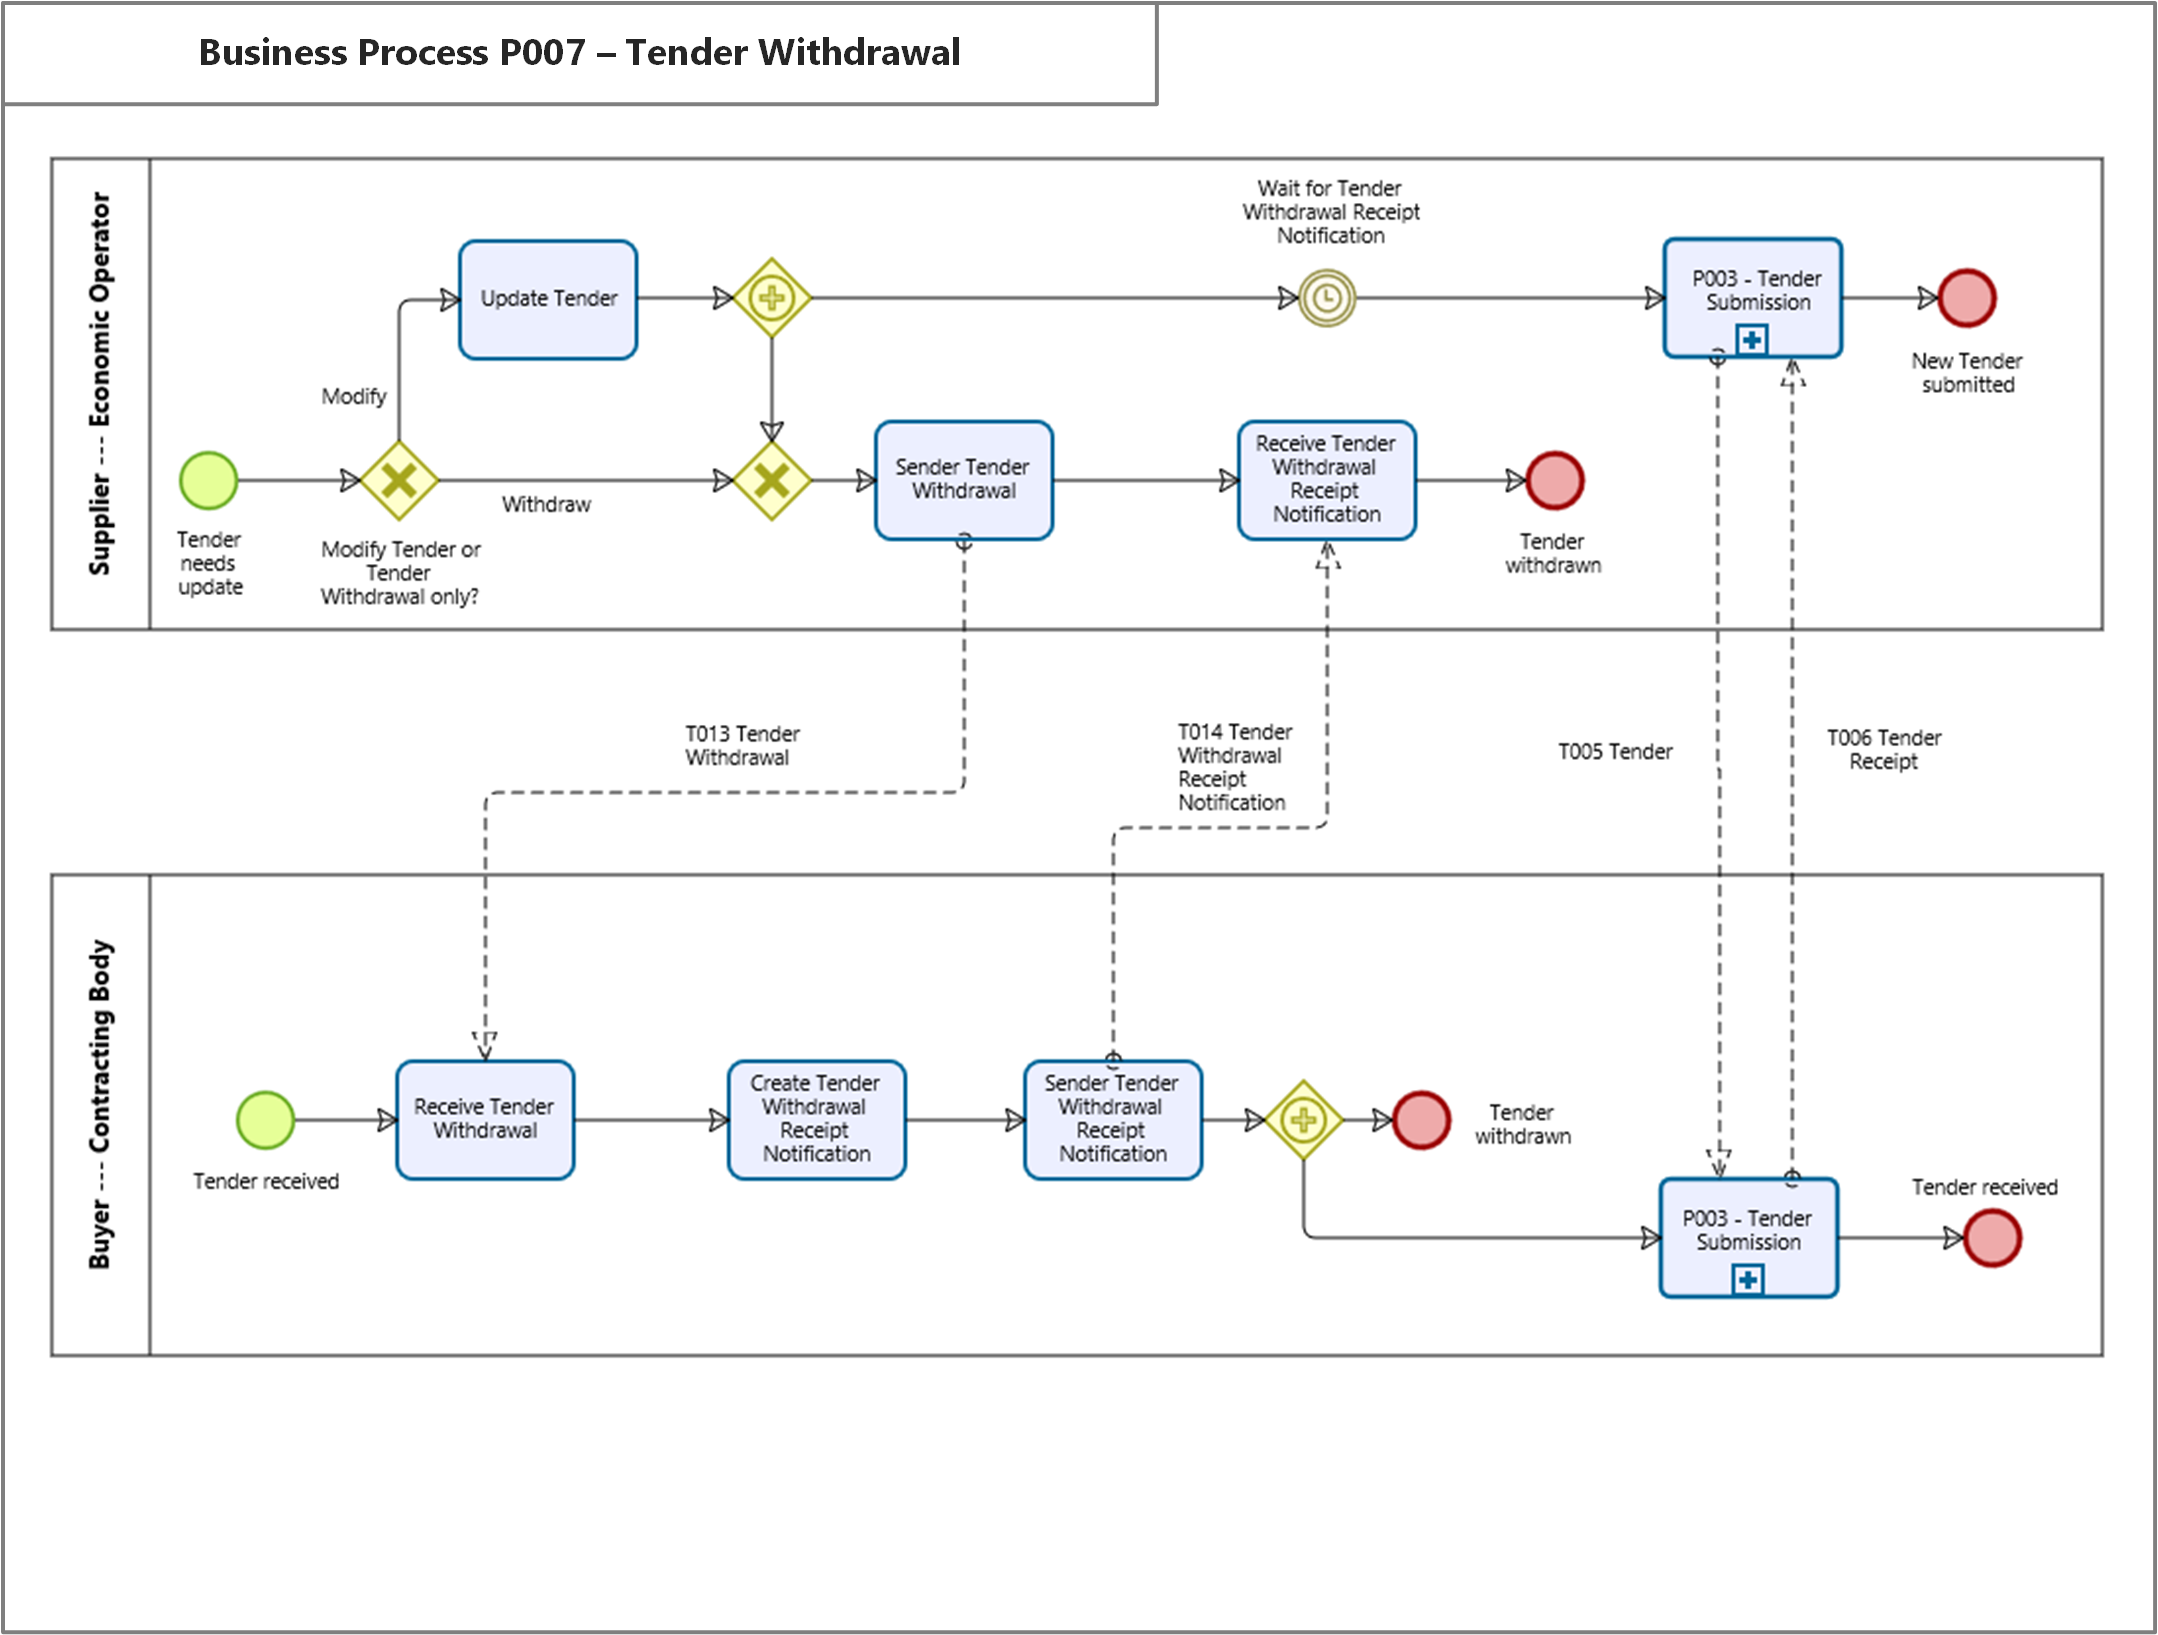 Business Process P007 – Tender Withdrawal
Supplier ---- Economic Operator
Wait for Tender
Withdrawal Receipt
Notification
Update Tender
P003 - Tender
Submission
New Tender
submitted
Modify
Tender
needs
update
Modify Tender or
Tender
Withdrawal only?
Withdraw
Sender Tender
Withdrawal
Receive Tender
Withdrawal
Receipt
Notification
Tender
withdrawn
T013 Tender
Withdrawal
T014 Tender
Withdrawal
Receipt
Notification
T005 Tender
T006 Tender
Receipt
Buyer ---- Contracting Body
Tender received
Receive Tender
Withdrawal
Create Tender
Withdrawal
Receipt
Notification
Sender Tender
Withdrawal
Receipt
Notification
Tender
withdrawn
P003 - Tender
Submission
Tender received